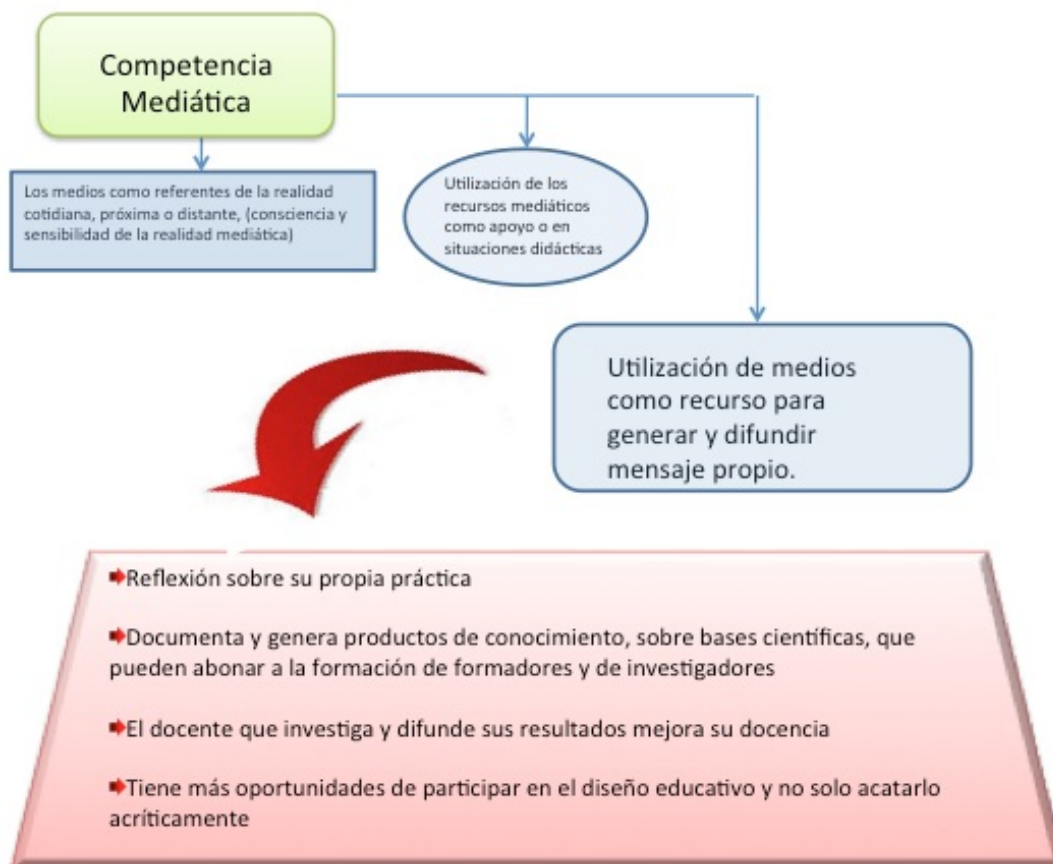 Competencia
Mediática
Los medios como referentes de la realidad
cotidiana, próxima o distante, (consciencia y
sensibilidad de la realidad mediática)
Utilización de los
recursos mediáticos
como apoyo o en
situaciones didácticas
Utilización de medios
como recurso para
generar y difundir
mensaje propio.
Reflexión sobre su propia práctica
Documenta y genera productos de conocimiento, sobre bases científicas, que
pueden abonar a la formación de formadores y de investigadores
El docente que investiga y difunde sus resultados mejora su docencia
Tiene más oportunidades de participar en el diseño educativo y no solo acatarlo
acríticamente